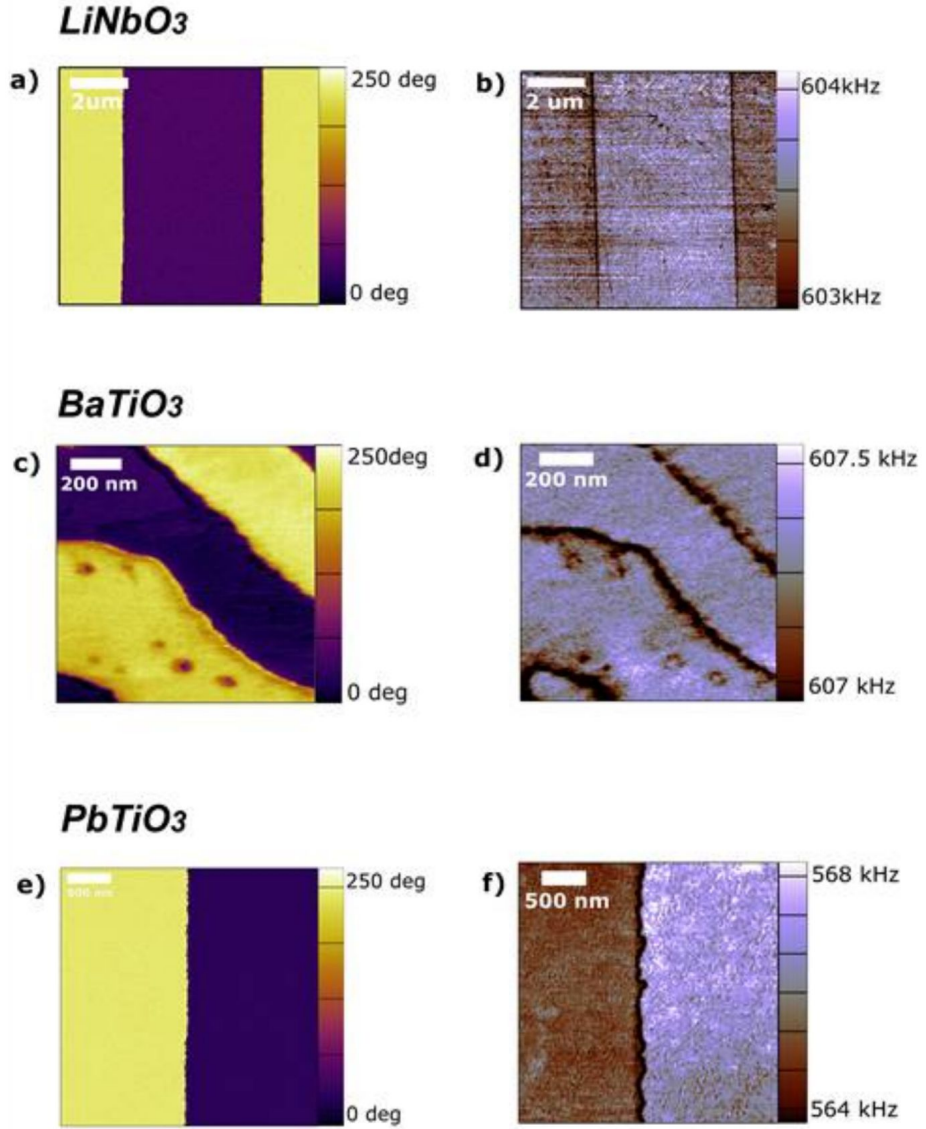 LiNbO3
a)
2um
250 deg
0 deg
b)
2 um
604kHz
603kHz
BaTiO3
c)
200 nm
250deg
0 deg
d)
200 nm
607.5 kHz
607 kHz
PbTiO3
e)
250 deg
0 deg
f)
500 nm
568 kHz
564 kHz